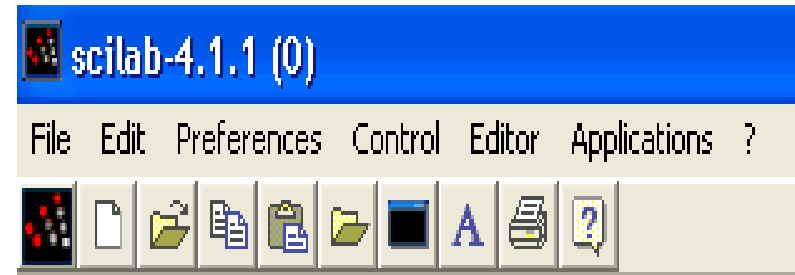 scilab-4.1.1 (0)
File Edit Preferences Control Editor Applications ?
A ?